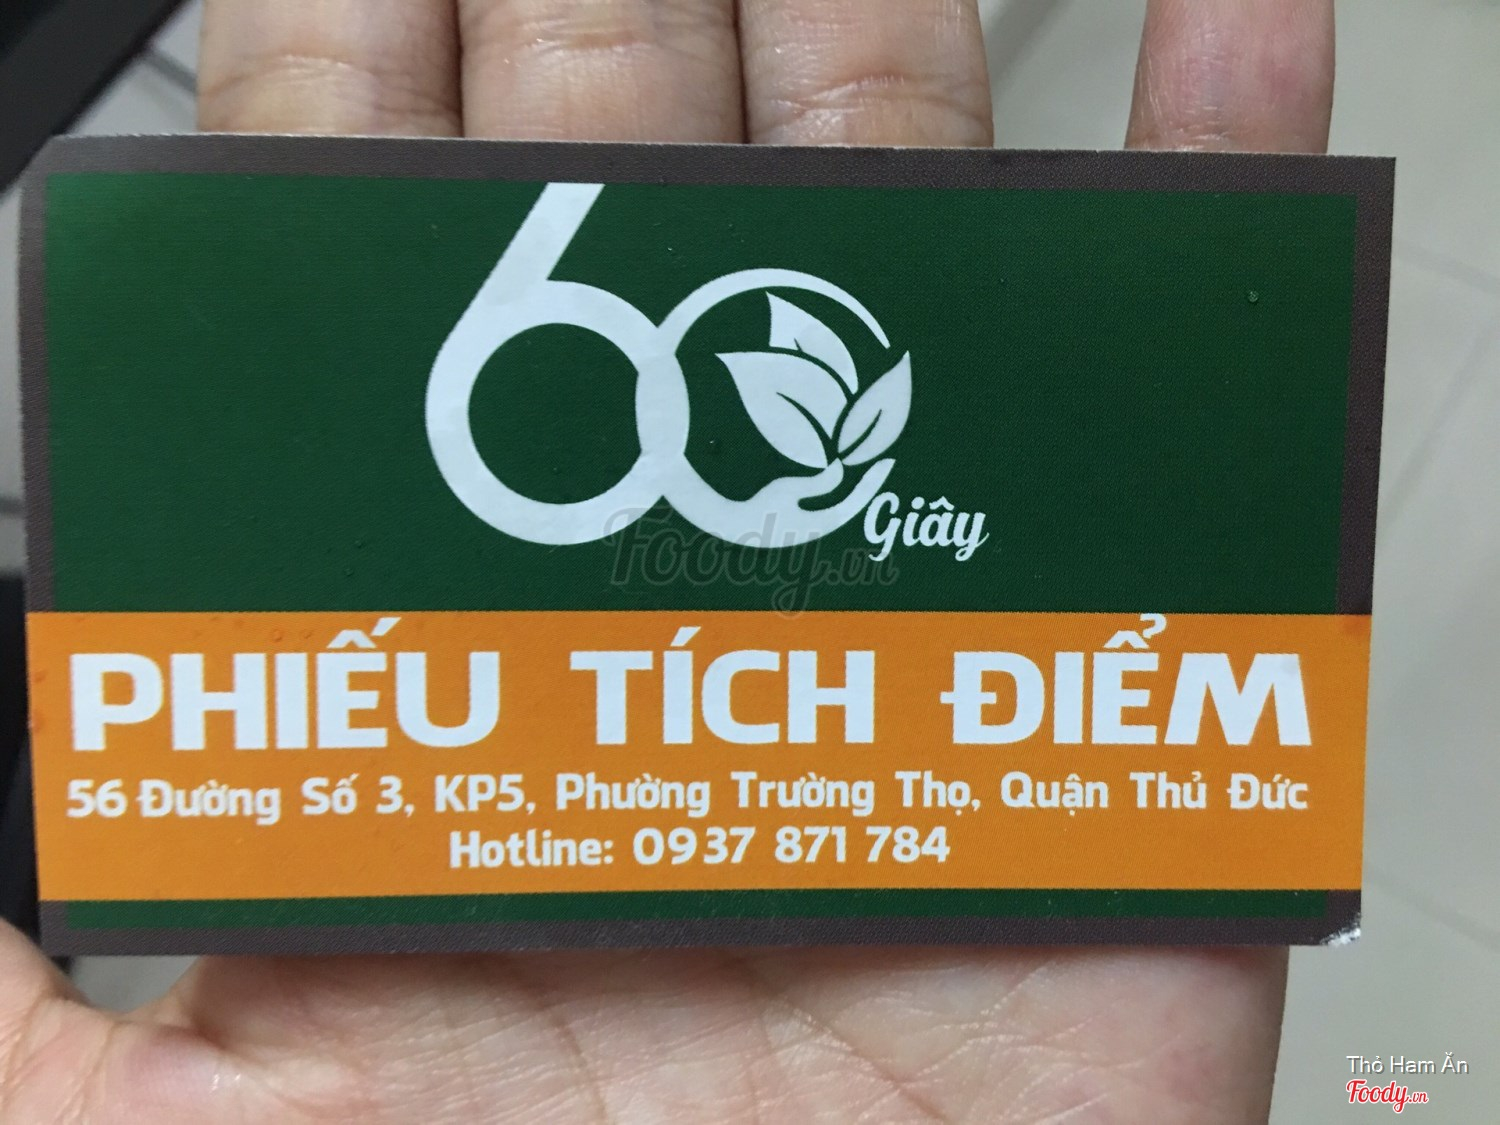 60
Giây
Foody.vn
PHIẾU TÍCH ĐIỂM
56 Đường Số 3, KP5, Phường Trường Thọ, Quận Thủ Đức
Hotline: 0937 871 784
Thỏ Ham Ăn
Foody.vn